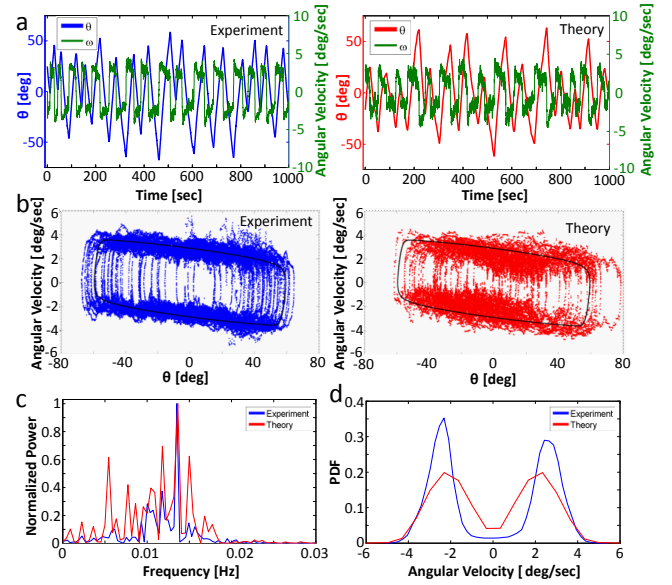 a
θ
ω
Experiment
θ [deg]
50
0
-50
10
5
0
-5
-10
Angular Velocity [deg/sec]
0 200 400 600 800 1000
Time [sec]
θ
ω
Theory
θ [deg]
50
0
-50
10
5
0
-5
-10
Angular Velocity [deg/sec]
0 200 400 600 800 1000
Time [sec]
b
Experiment
Angular Velocity [deg/sec]
6
4
2
0
-2
-4
-6
-80 -40 0 40 80
θ [deg]
Theory
Angular Velocity [deg/sec]
6
4
2
0
-2
-4
-6
-80 -40 0 40 80
θ [deg]
c
Experiment
Theory
Normalized Power
1
0.8
0.6
0.4
0.2
0
0 0.01 0.02 0.03
Frequency [Hz]
d
Experiment
Theory
PDF
0.4
0.3
0.2
0.1
0
-6 -4 -2 0 2 4 6
Angular Velocity [deg/sec]